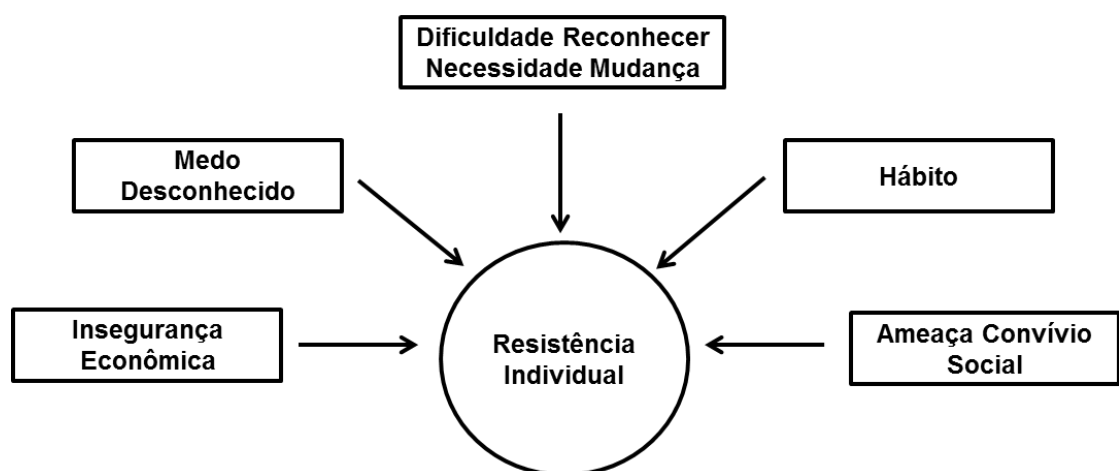 Dificuldade Reconhecer
Necessidade Mudança
Medo
Desconhecido
Hábito
Insegurança
Econômica
Resistência
Individual
Ameaça Convívio
Social